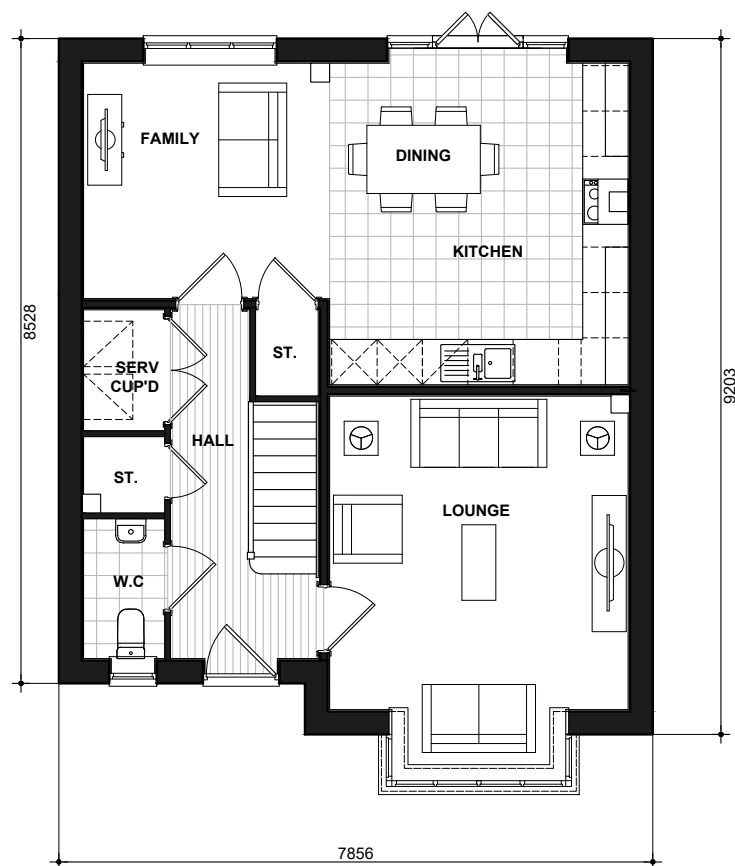 FAMILY
DINING
KITCHEN
8528
9203
ST.
SERV
CUP'D
HALL
ST.
LOUNGE
W.C
7856